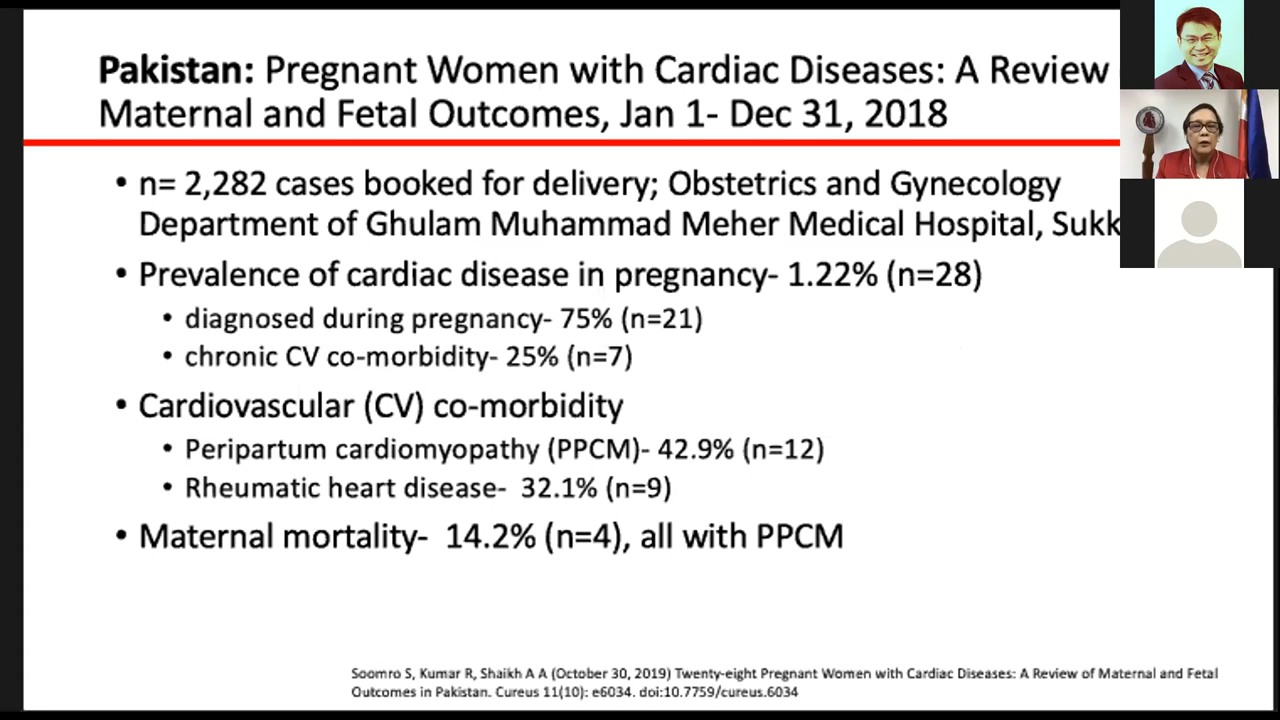 Pakistan: Pregnant Women with Cardiac Diseases: A Review
Maternal and Fetal Outcomes, Jan 1- Dec 31, 2018
• n= 2,282 cases booked for delivery; Obstetrics and Gynecology
Department of Ghulam Muhammad Meher Medical Hospital, Sukk
• Prevalence of cardiac disease in pregnancy- 1.22% (n=28)
• diagnosed during pregnancy- 75% (n=21)
• chronic CV co-morbidity- 25% (n=7)
• Cardiovascular (CV) co-morbidity
• Peripartum cardiomyopathy (PPCM)- 42.9% (n=12)
• Rheumatic heart disease- 32.1% (n=9)
• Maternal mortality- 14.2% (n=4), all with PPCM
Soomro S, Kumar R, Shaikh A A (October 30, 2019) Twenty-eight Pregnant Women with Cardiac Diseases: A Review of Maternal and Fetal
Outcomes in Pakistan. Cureus 11(10): e6034. doi:10.7759/cureus.6034